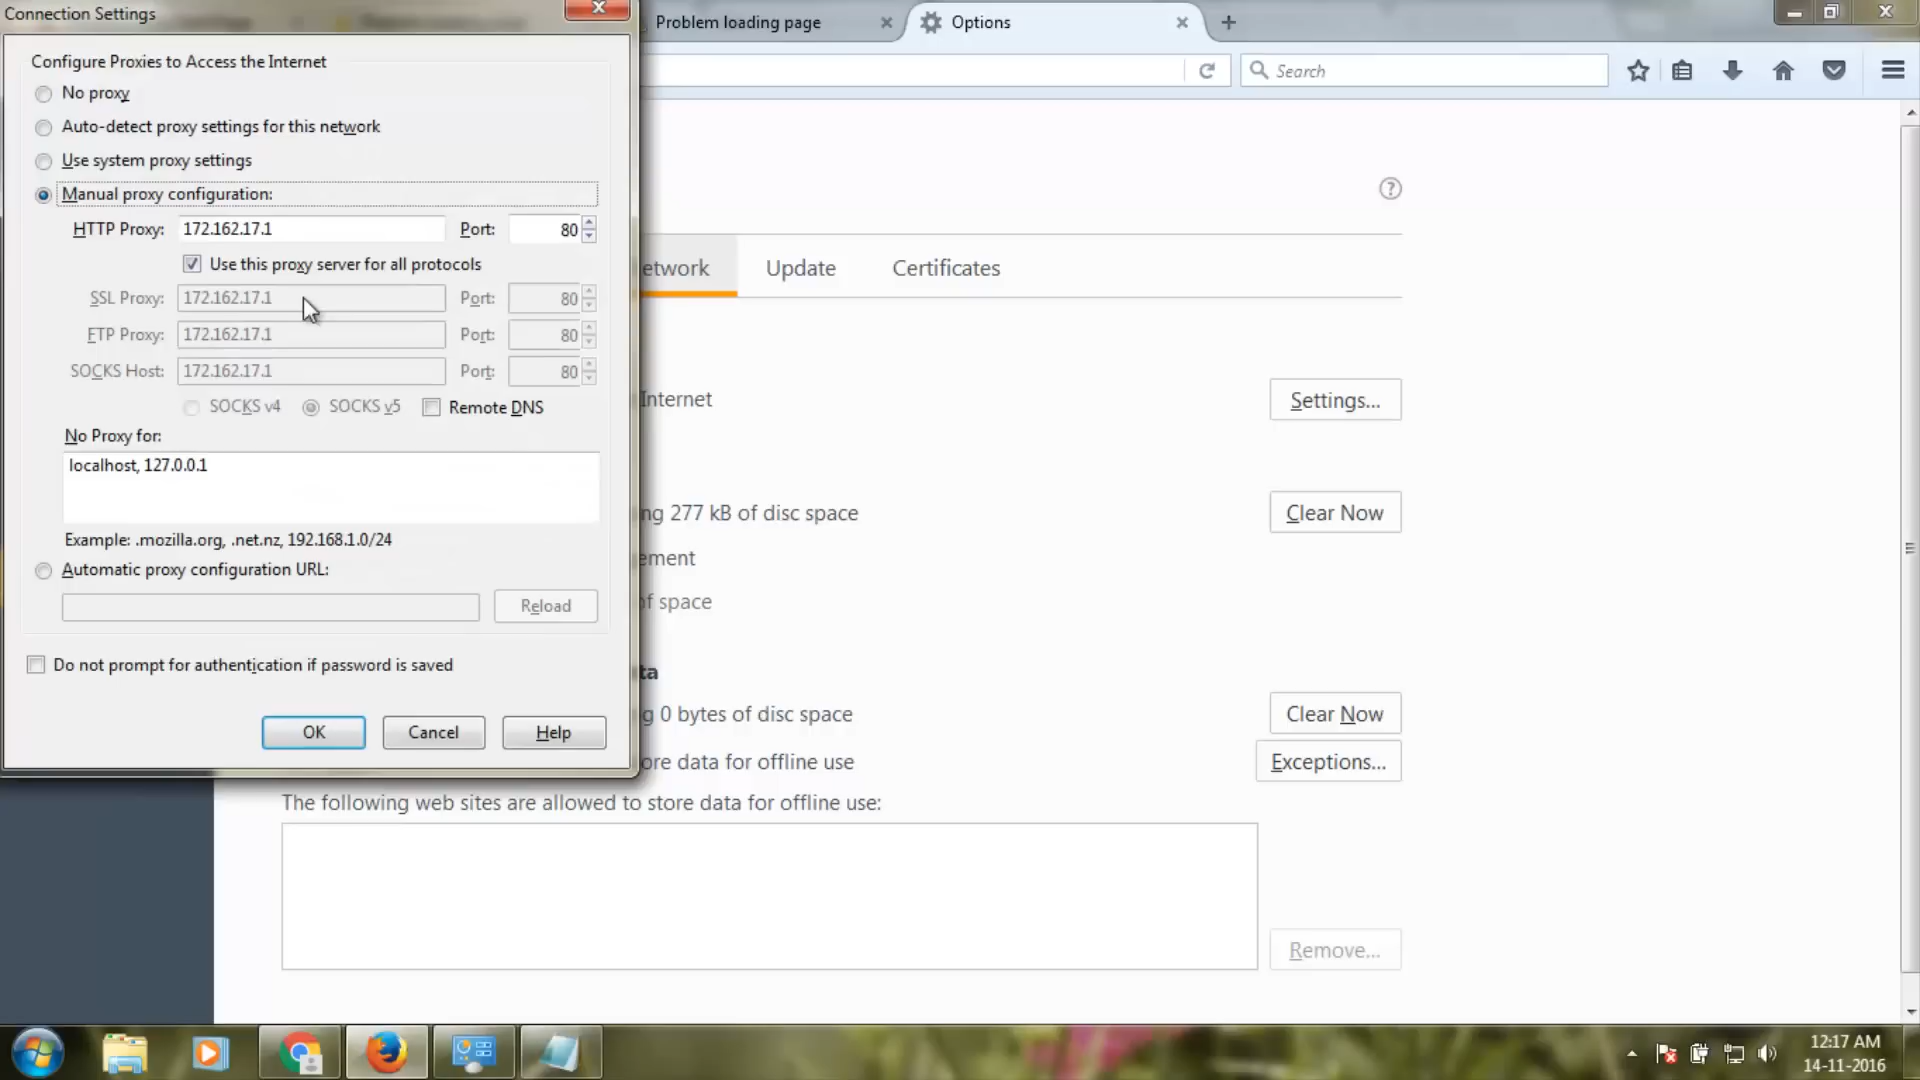 Connection Settings
Problem loading page
Options
Search
Configure Proxies to Access the Internet
No proxy
Auto-detect proxy settings for this network
Use system proxy settings
Manual proxy configuration:
HTTP Proxy: 172.162.17.1 Port: 80
Use this proxy server for all protocols
SSL Proxy: 172.162.17.1 Port: 80
FTP Proxy: 172.162.17.1 Port: 80
SOCKS Host: 172.162.17.1 Port: 80
SOCKS v4 SOCKS v5 Remote DNS
No Proxy for:
localhost, 127.0.0.1
Example: .mozilla.org, .net.nz, 192.168.1.0/24
Automatic proxy configuration URL:
Reload
Do not prompt for authentication if password is saved
OK Cancel Help
etwork Update Certificates
Internet Settings...
ng 277 kB of disc space Clear Now
ement
of space
ta
g 0 bytes of disc space Clear Now
ore data for offline use Exceptions...
The following web sites are allowed to store data for offline use:
Remove...
12:17 AM
14-11-2016